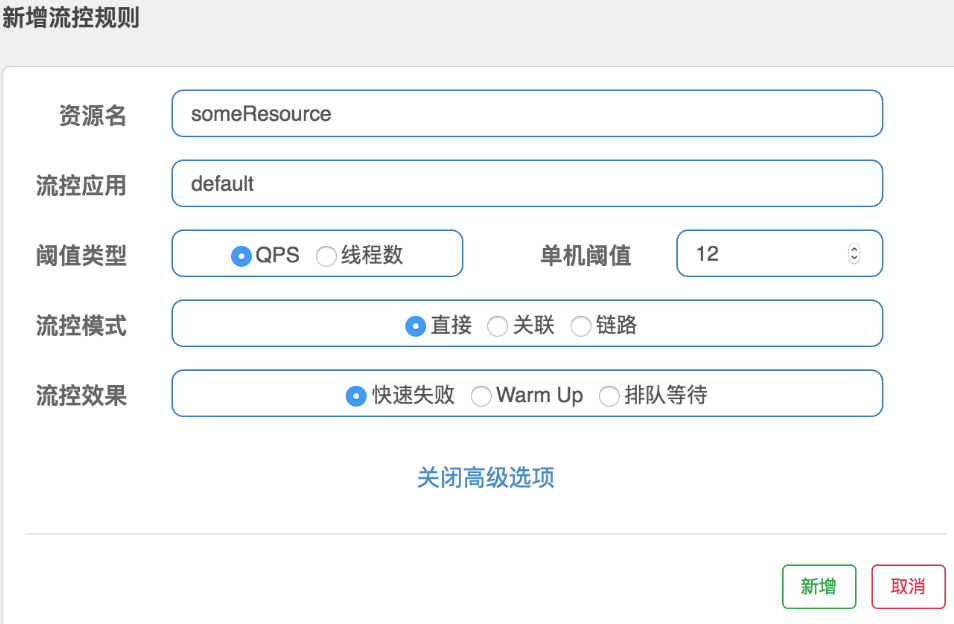 新增流控规则
资源名 someResource
流控应用 default
阈值类型 QPS 线程数 单机阈值 12
流控模式 直接 关联 链路
流控效果 快速失败 Warm Up 排队等待
关闭高级选项
新增 取消